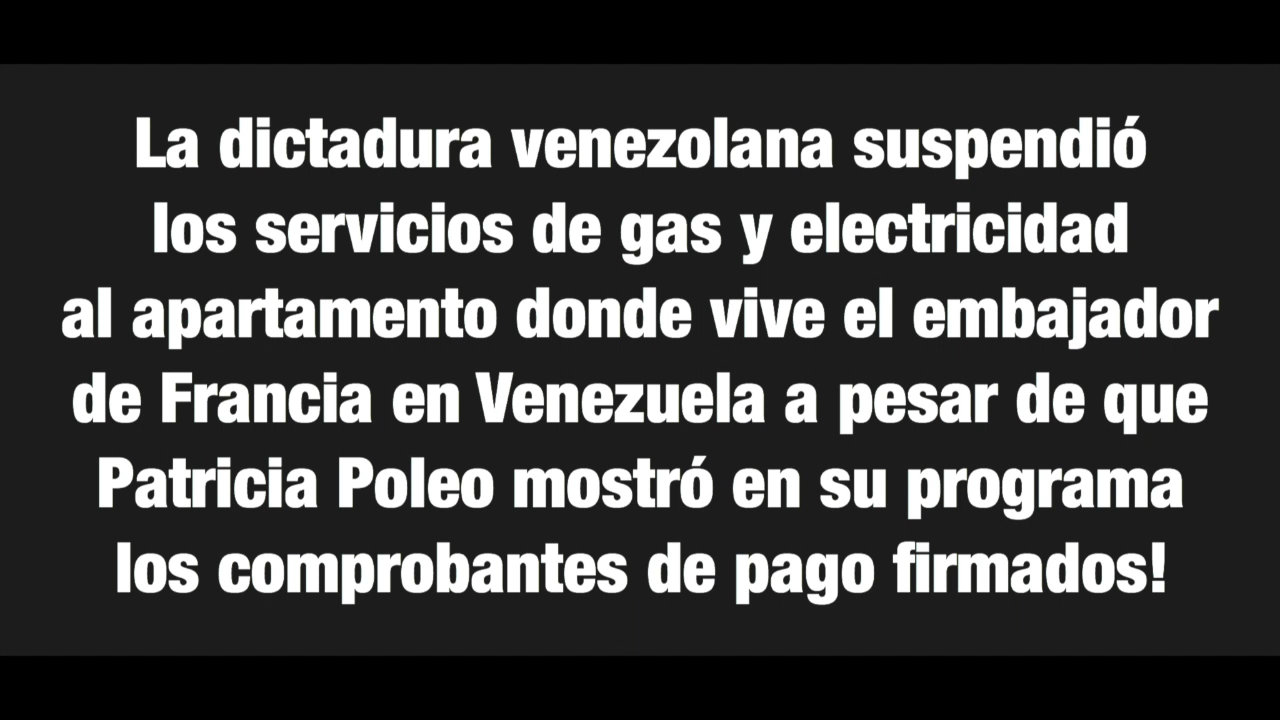 La dictadura venezolana suspendió
los servicios de gas y electricidad
al apartamento donde vive el embajador
de Francia en Venezuela a pesar de que
Patricia Poleo mostró en su programa
los comprobantes de pago firmados!